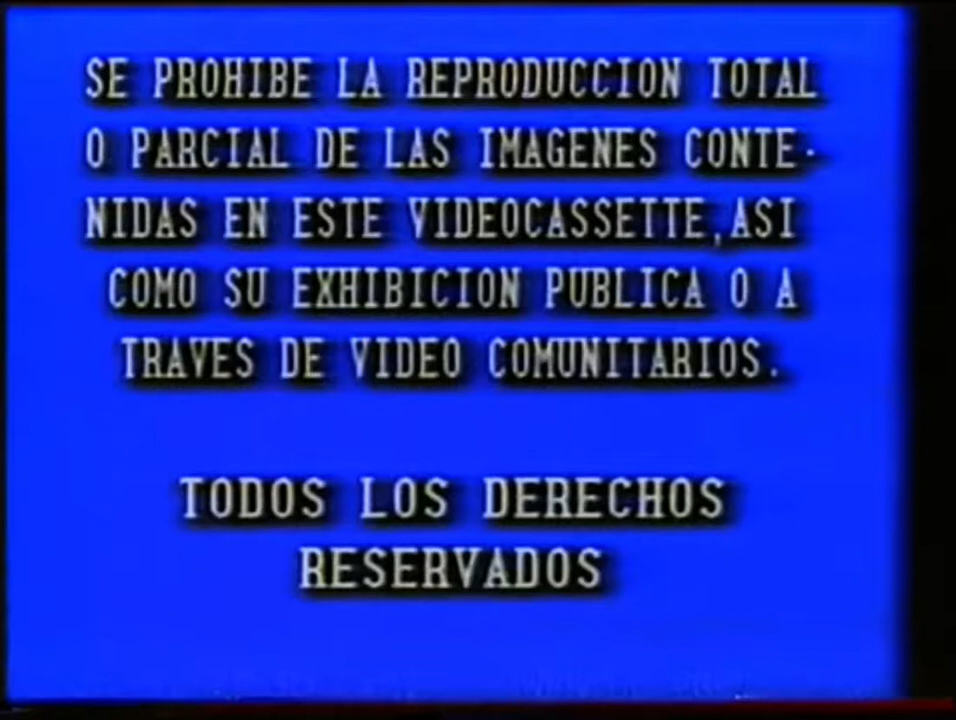 SE PROHIBE LA REPRODUCCION TOTAL
O PARCIAL DE LAS IMAGENES CONTE-
NIDAS EN ESTE VIDEOCASSETTE,ASI
COMO SU EXHIBICION PUBLICA O A
TRAVES DE VIDEO COMUNITARIOS.
TODOS LOS DERECHOS
RESERVADOS